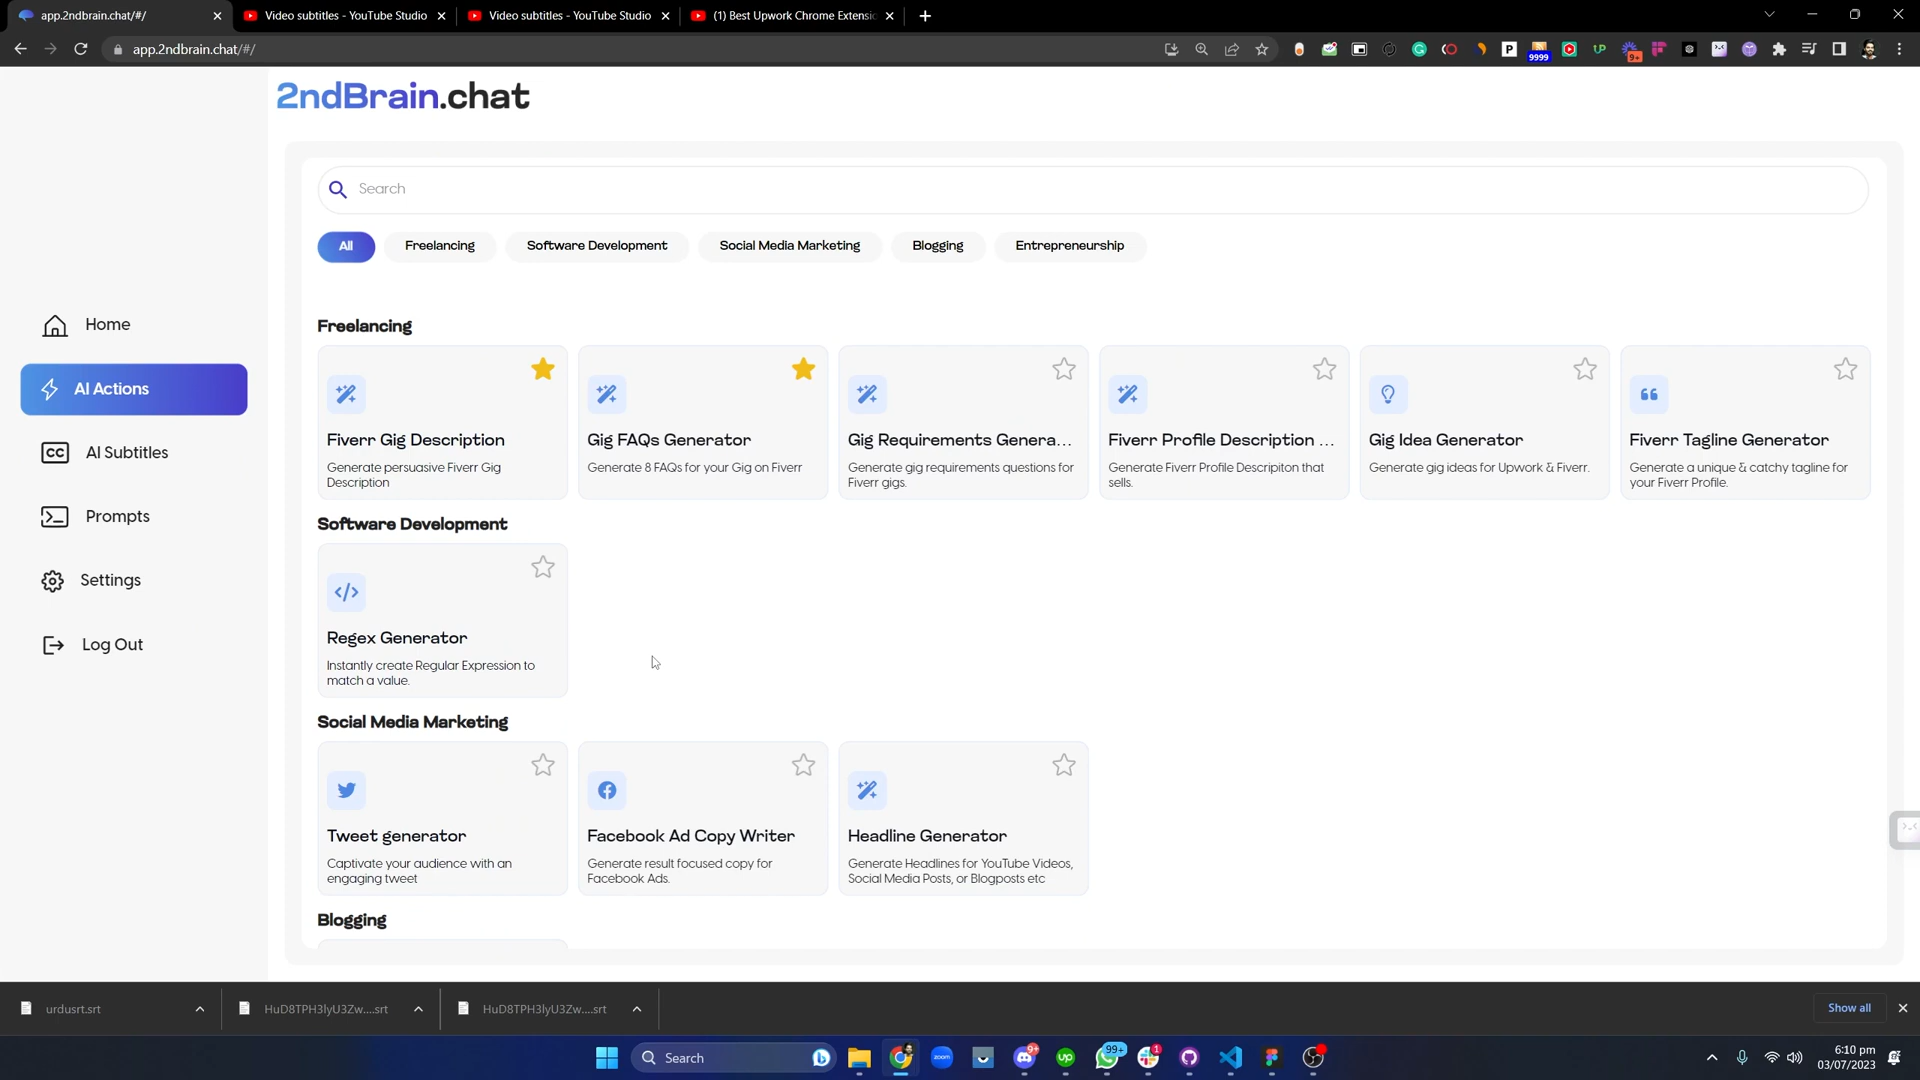 app.2ndbrain.chat/#/
Video subtitles - YouTube Studio
Video subtitles - YouTube Studio
(1) Best Upwork Chrome Extensio
app.2ndbrain.chat/#/
9999
9+
2ndBrain.chat
Search
All
Freelancing
Software Development
Social Media Marketing
Blogging
Entrepreneurship
Home
AI Actions
AI Subtitles
Prompts
Settings
Log Out
Freelancing
Fiverr Gig Description
Generate persuasive Fiverr Gig
Description
Gig FAQs Generator
Generate 8 FAQs for your Gig on Fiverr
Gig Requirements Genera...
Generate gig requirements questions for
Fiverr gigs.
Fiverr Profile Description ...
Generate Fiverr Profile Descripiton that
sells.
Gig Idea Generator
Generate gig ideas for Upwork & Fiverr.
Fiverr Tagline Generator
Generate a unique & catchy tagline for
your Fiverr Profile.
Software Development
Regex Generator
Instantly create Regular Expression to
match a value.
Social Media Marketing
Tweet generator
Captivate your audience with an
engaging tweet
Facebook Ad Copy Writer
Generate result focused copy for
Facebook Ads.
Headline Generator
Generate Headlines for YouTube Videos,
Social Media Posts, or Blogposts etc
Blogging
urdusrt.srt
HuD8TPH3lyU3Zw....srt
HuD8TPH3lyU3Zw....srt
Show all
Search
zoom
9+
up
99+
1
6:10 pm
03/07/2023